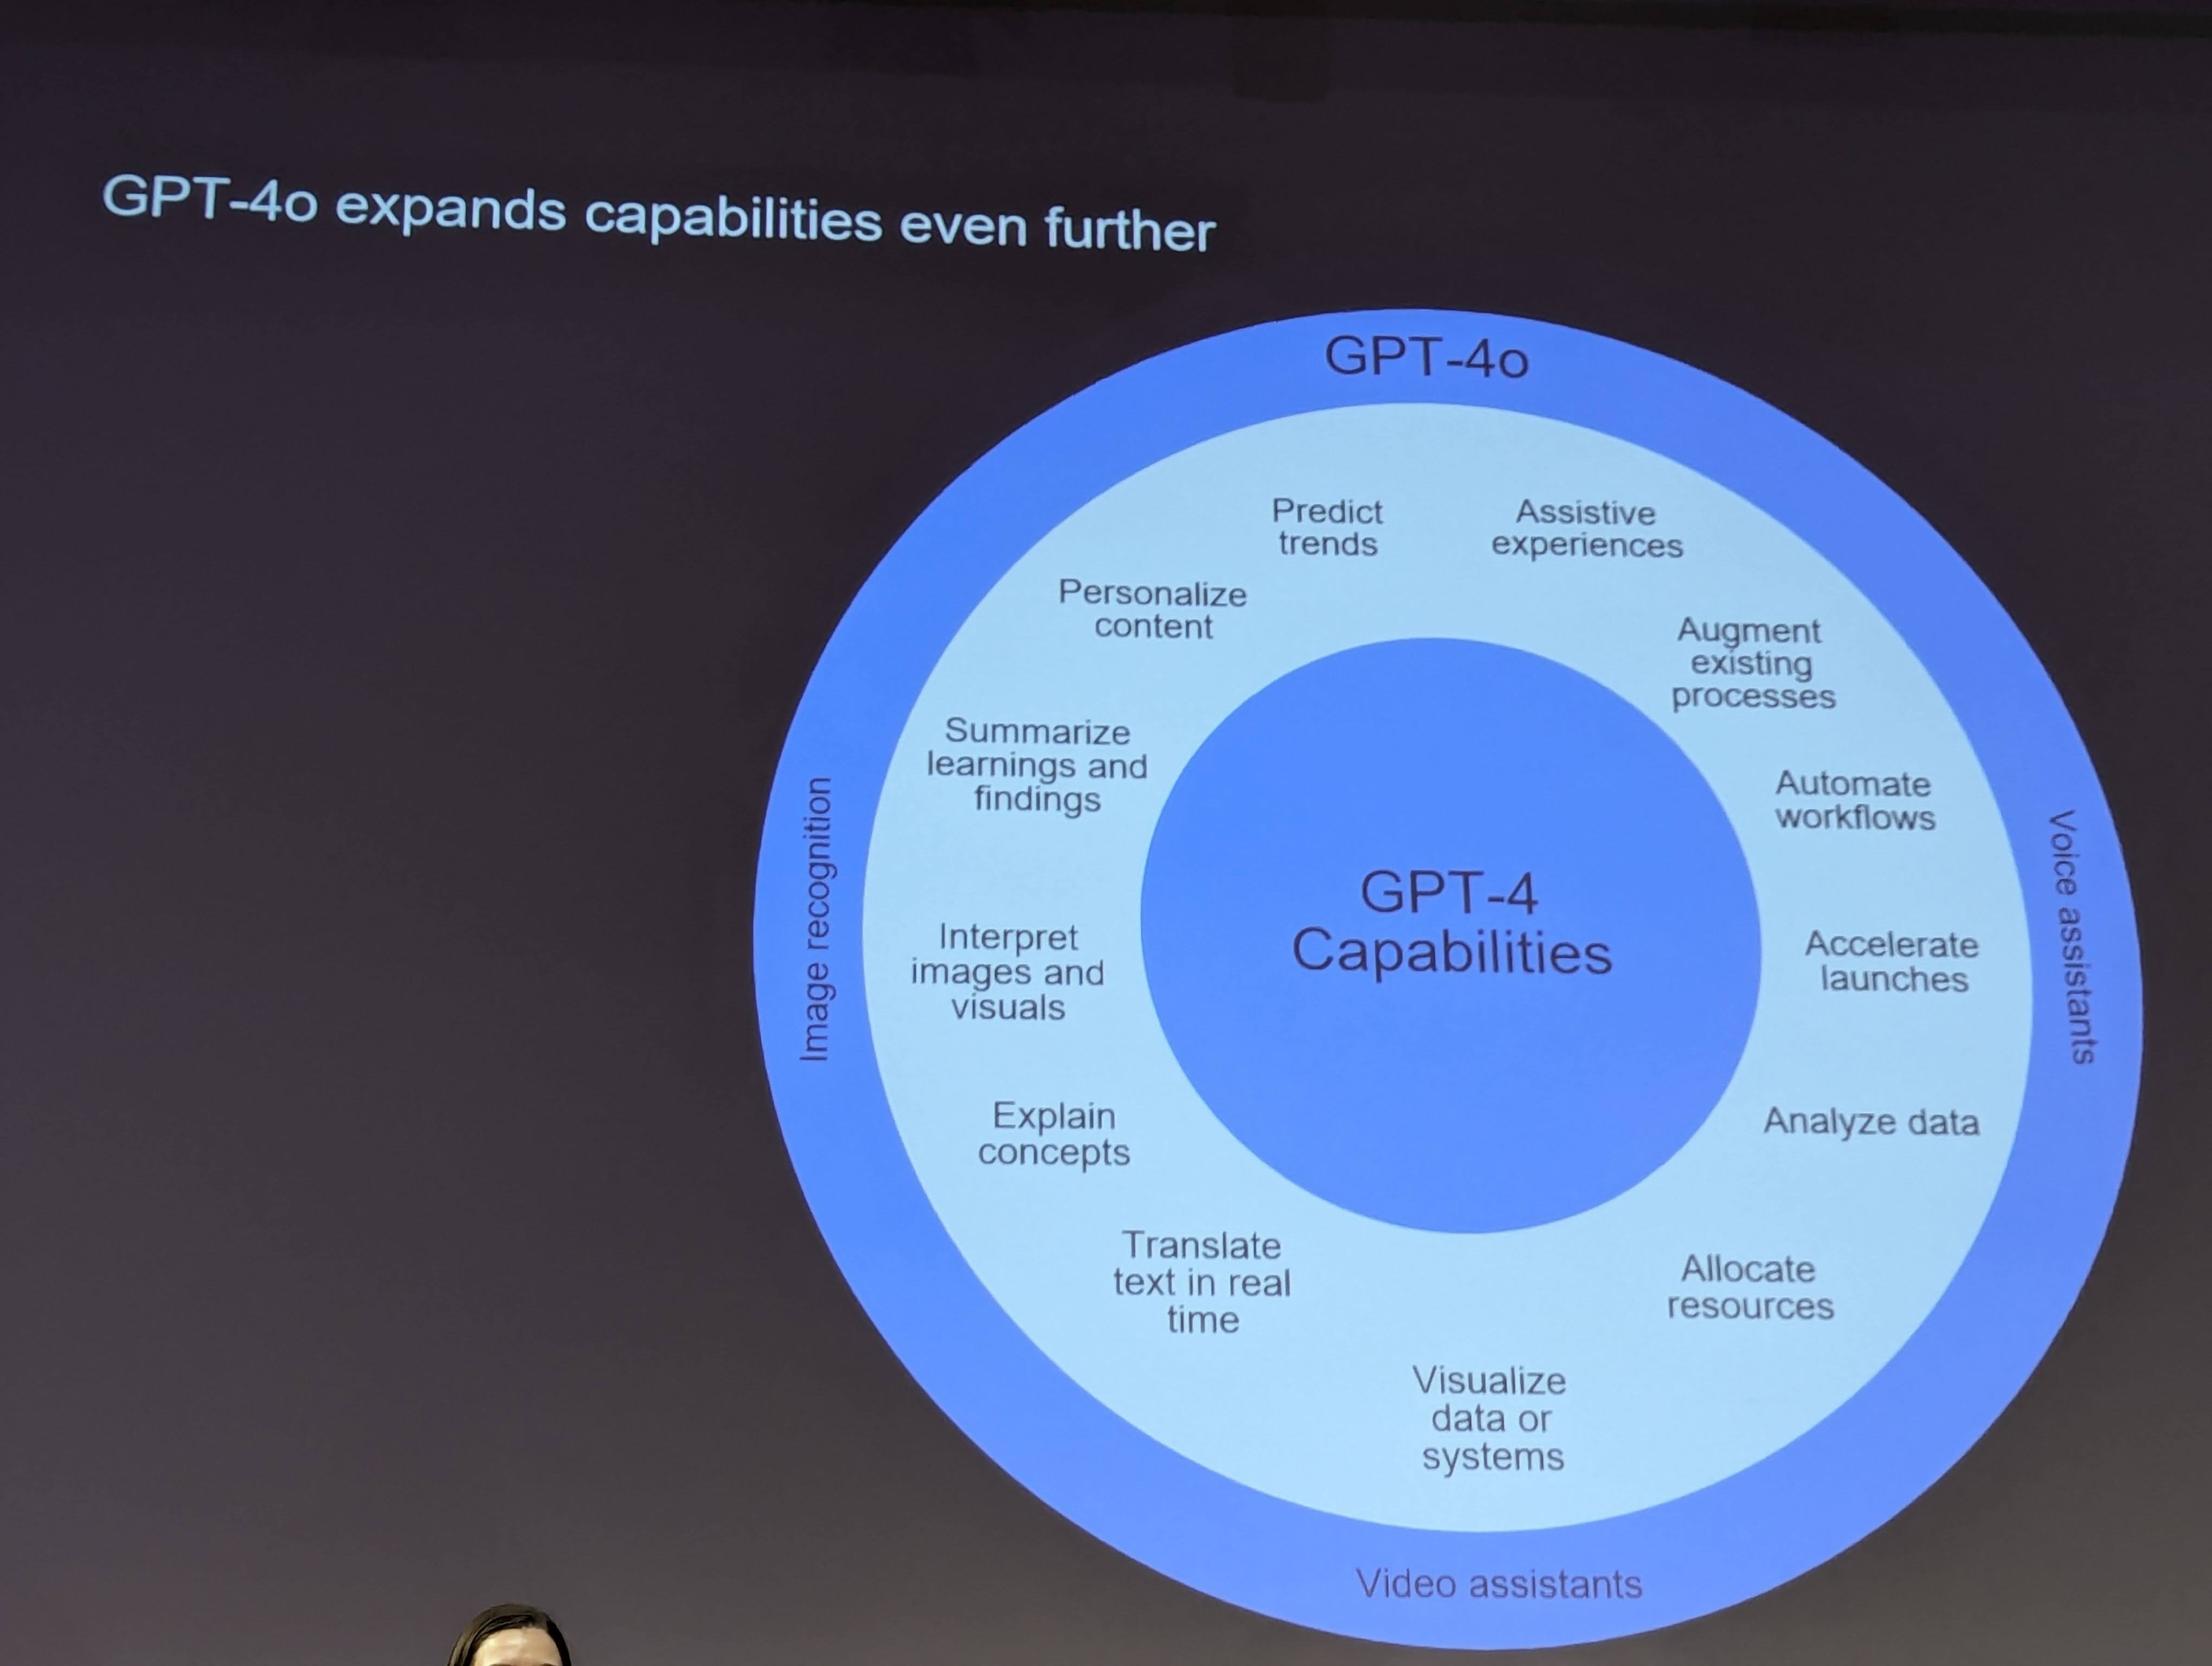 GPT-4o expands capabilities even further
GPT-4o
Predict
trends
Assistive
experiences
Personalize
content
Augment
existing
processes
Summarize
learnings and
findings
Automate
workflows
Image recognition
GPT-4
Capabilities
Voice assistants
Interpret
images and
visuals
Accelerate
launches
Explain
concepts
Analyze data
Translate
text in real
time
Allocate
resources
Visualize
data or
systems
Video assistants